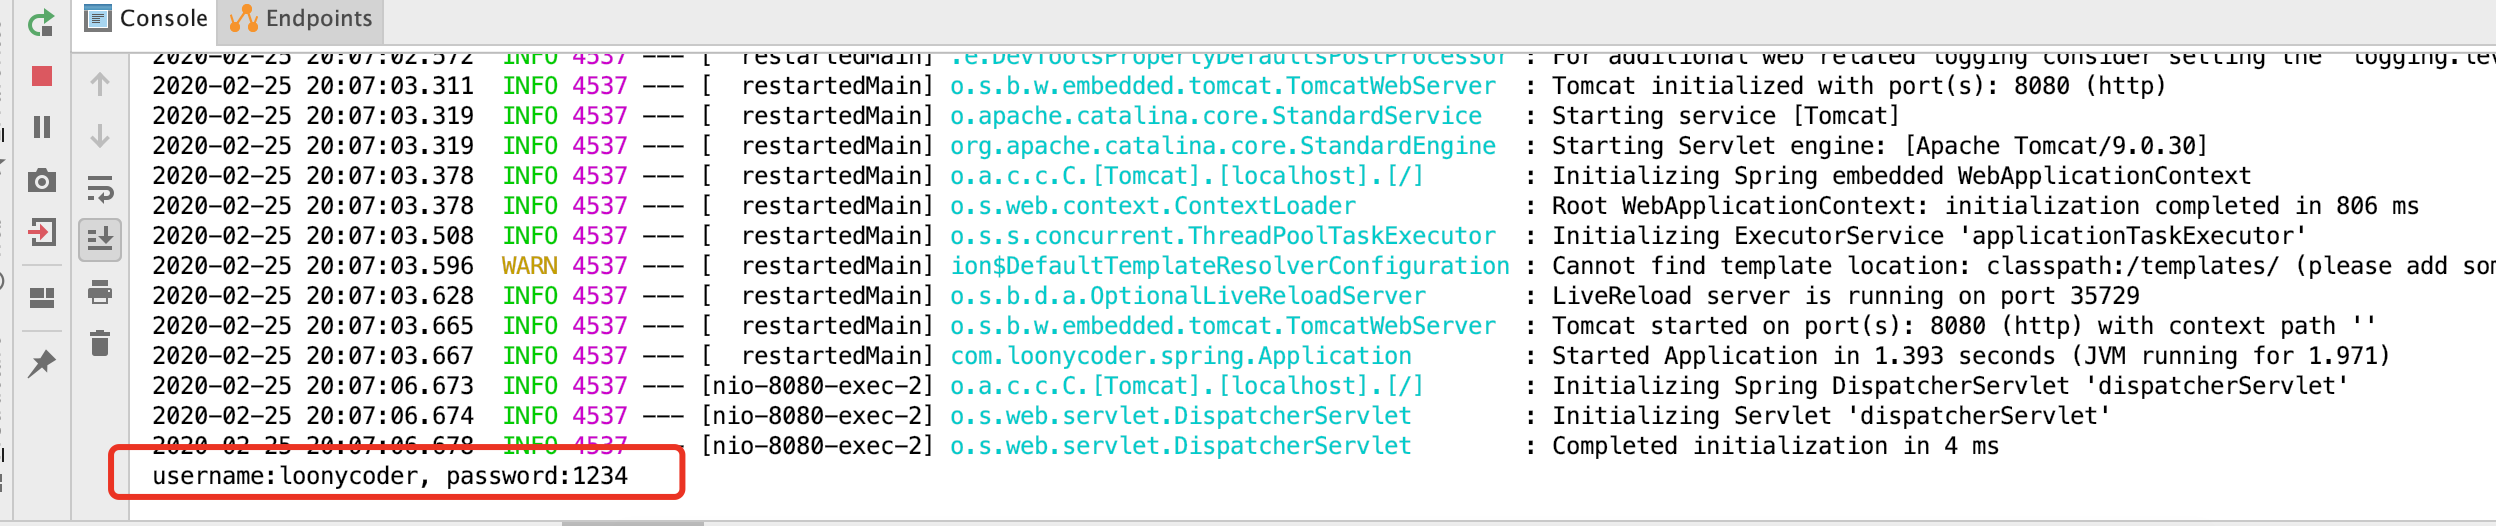 Console Endpoints
2020-02-25 20:07:02.572 INFO 4537 --- [ restartedMain] .e.DevToolsPropertyDefaultsPostProcessor : For additional web related logging consider setting the 'logging.lev
2020-02-25 20:07:03.311 INFO 4537 --- [ restartedMain] o.s.b.w.embedded.tomcat.TomcatWebServer : Tomcat initialized with port(s): 8080 (http)
2020-02-25 20:07:03.319 INFO 4537 --- [ restartedMain] o.apache.catalina.core.StandardService : Starting service [Tomcat]
2020-02-25 20:07:03.319 INFO 4537 --- [ restartedMain] org.apache.catalina.core.StandardEngine : Starting Servlet engine: [Apache Tomcat/9.0.30]
2020-02-25 20:07:03.378 INFO 4537 --- [ restartedMain] o.a.c.c.C.[Tomcat].[localhost].[/] : Initializing Spring embedded WebApplicationContext
2020-02-25 20:07:03.378 INFO 4537 --- [ restartedMain] o.s.web.context.ContextLoader : Root WebApplicationContext: initialization completed in 806 ms
2020-02-25 20:07:03.508 INFO 4537 --- [ restartedMain] o.s.s.concurrent.ThreadPoolTaskExecutor : Initializing ExecutorService 'applicationTaskExecutor'
2020-02-25 20:07:03.596 WARN 4537 --- [ restartedMain] ion$DefaultTemplateResolverConfiguration : Cannot find template location: classpath:/templates/ (please add som
2020-02-25 20:07:03.628 INFO 4537 --- [ restartedMain] o.s.b.d.a.OptionalLiveReloadServer : LiveReload server is running on port 35729
2020-02-25 20:07:03.665 INFO 4537 --- [ restartedMain] o.s.b.w.embedded.tomcat.TomcatWebServer : Tomcat started on port(s): 8080 (http) with context path ''
2020-02-25 20:07:03.667 INFO 4537 --- [ restartedMain] com.loonycoder.spring.Application : Started Application in 1.393 seconds (JVM running for 1.971)
2020-02-25 20:07:06.673 INFO 4537 --- [nio-8080-exec-2] o.a.c.c.C.[Tomcat].[localhost].[/] : Initializing Spring DispatcherServlet 'dispatcherServlet'
2020-02-25 20:07:06.674 INFO 4537 --- [nio-8080-exec-2] o.s.web.servlet.DispatcherServlet : Initializing Servlet 'dispatcherServlet'
2020-02-25 20:07:06.678 INFO 4537 --- [nio-8080-exec-2] o.s.web.servlet.DispatcherServlet : Completed initialization in 4 ms
username:loonycoder, password:1234